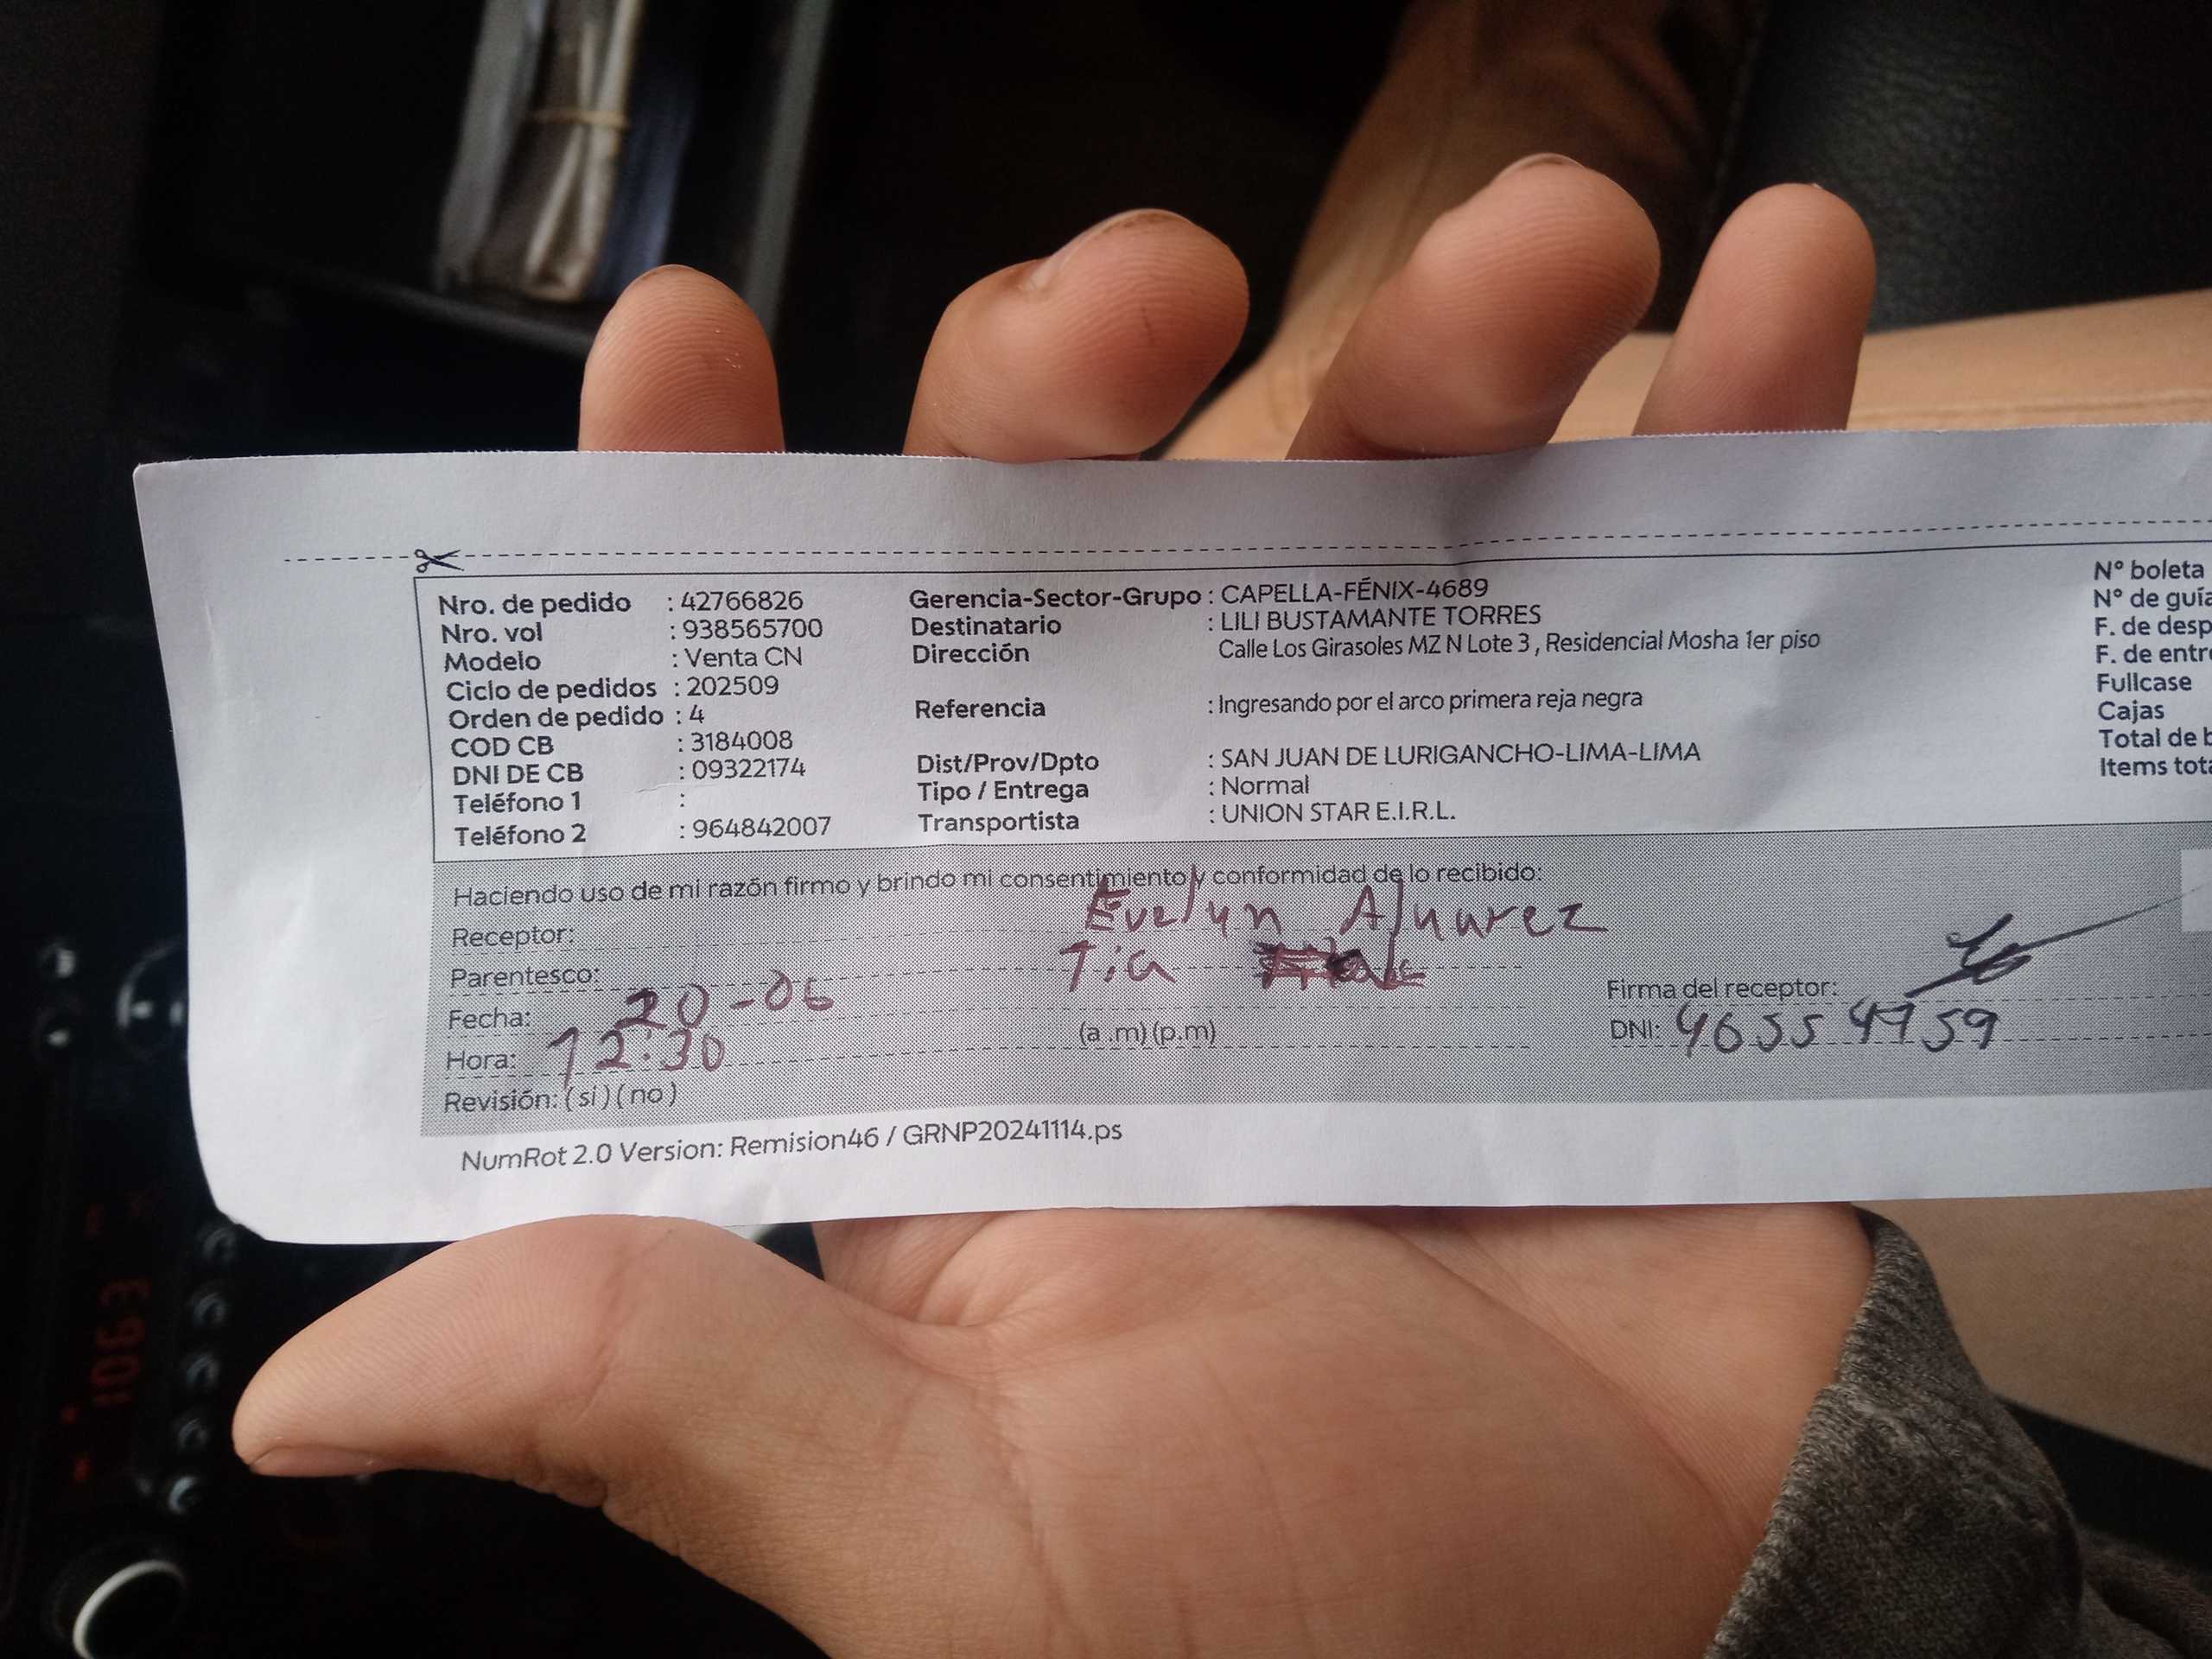 Nro. de pedido : 42766826
Nro. vol : 938565700
Modelo : Venta CN
Ciclo de pedidos : 202509
Orden de pedido : 4
COD CB : 3184008
DNI DE CB : 09322174
Teléfono 1 :
Teléfono 2 : 964842007
Gerencia-Sector-Grupo : CAPELLA-FÉNIX-4689
Destinatario : LILI BUSTAMANTE TORRES
Dirección Calle Los Girasoles MZ N Lote 3 , Residencial Mosha 1er piso
Referencia : Ingresando por el arco primera reja negra
Dist/Prov/Dpto : SAN JUAN DE LURIGANCHO-LIMA-LIMA
Tipo / Entrega : Normal
Transportista : UNION STAR E.I.R.L.
N° boleta
N° de guía
F. de desp
F. de entre
Fullcase
Cajas
Total de b
Items tota
Haciendo uso de mi razón firmo y brindo mi consentimiento y conformidad de lo recibido:
Receptor: Evelyn Alvarez
Parentesco: Tia
Fecha: 20-06
Hora: 12:30 (a .m) (p.m)
Revisión: (si) (no)
Firma del receptor:
DNI: 46554759
NumRot 2.0 Version: Remision46 / GRNP20241114.ps
1063